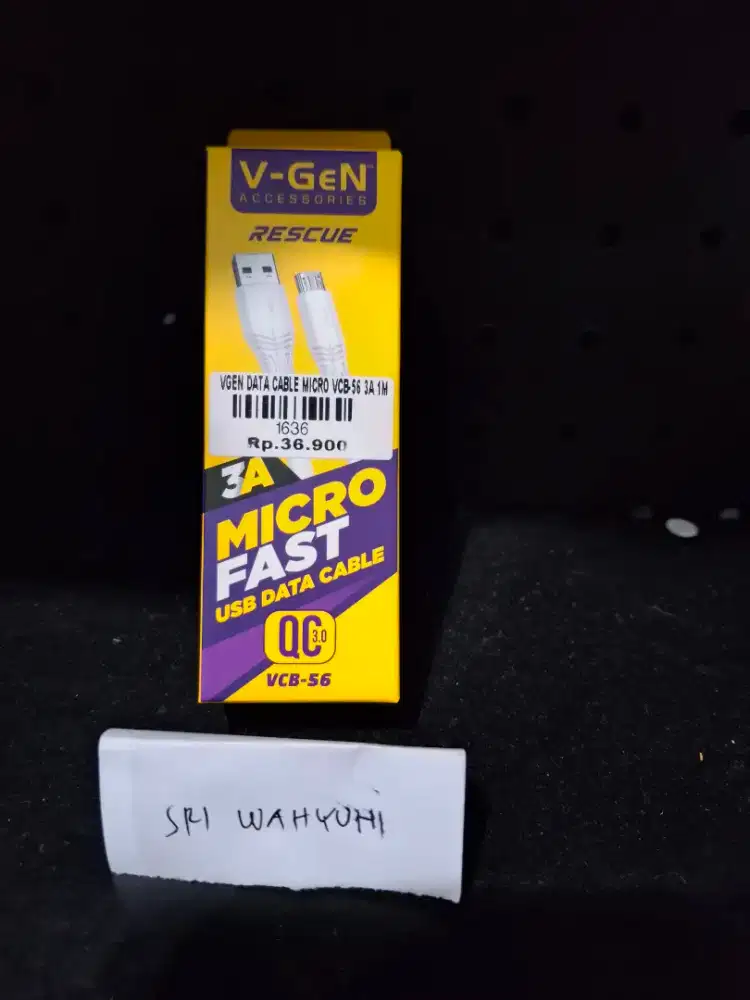 V-GeN™
ACCESSORIES
RESCUE
VGEN DATA CABLE MICRO VCB-56 3A 1M
1636
Rp.36.900
3A
MICRO
FAST
USB DATA CABLE
QC 3.0
VCB-56
SRI WAHYUNI